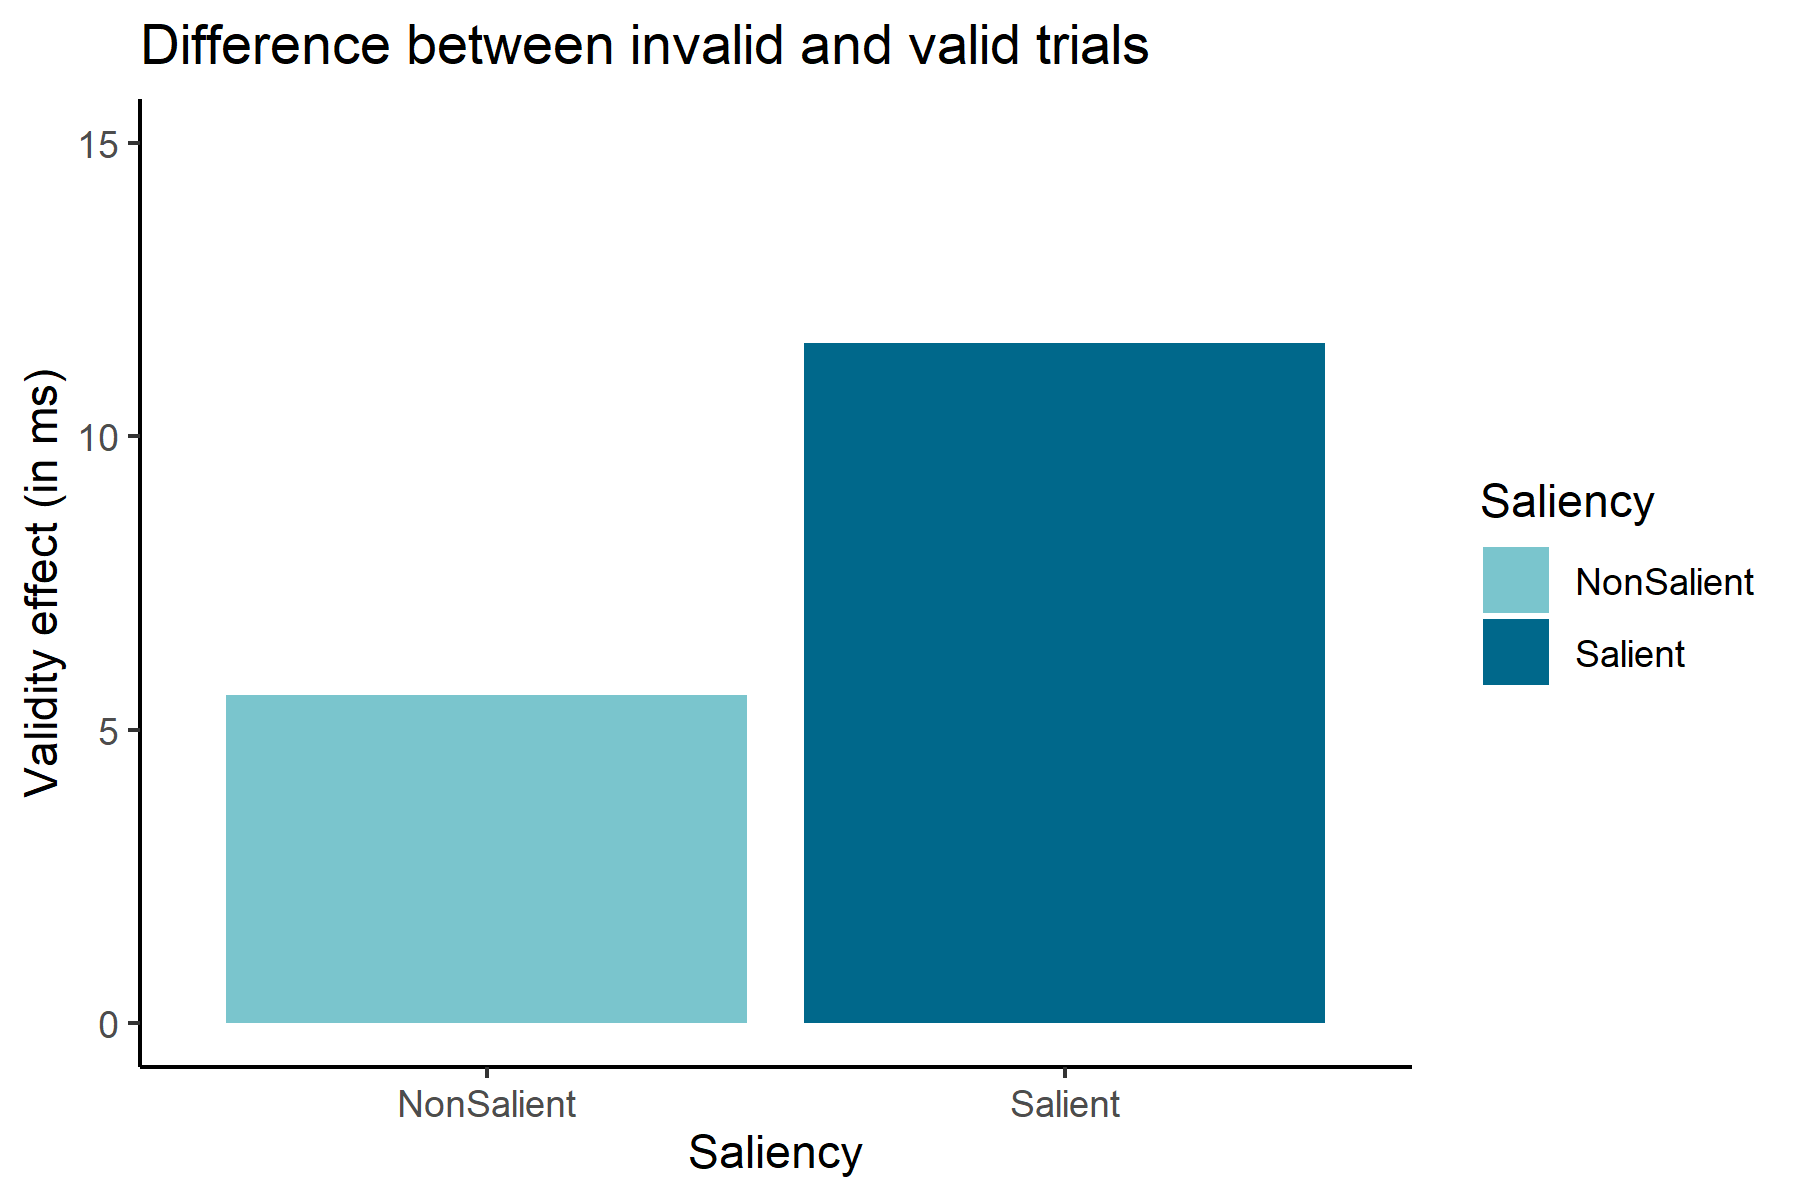 Difference between invalid and valid trials
Validity effect (in ms)
15
10
5
0
NonSalient
Salient
Saliency
Saliency
NonSalient
Salient